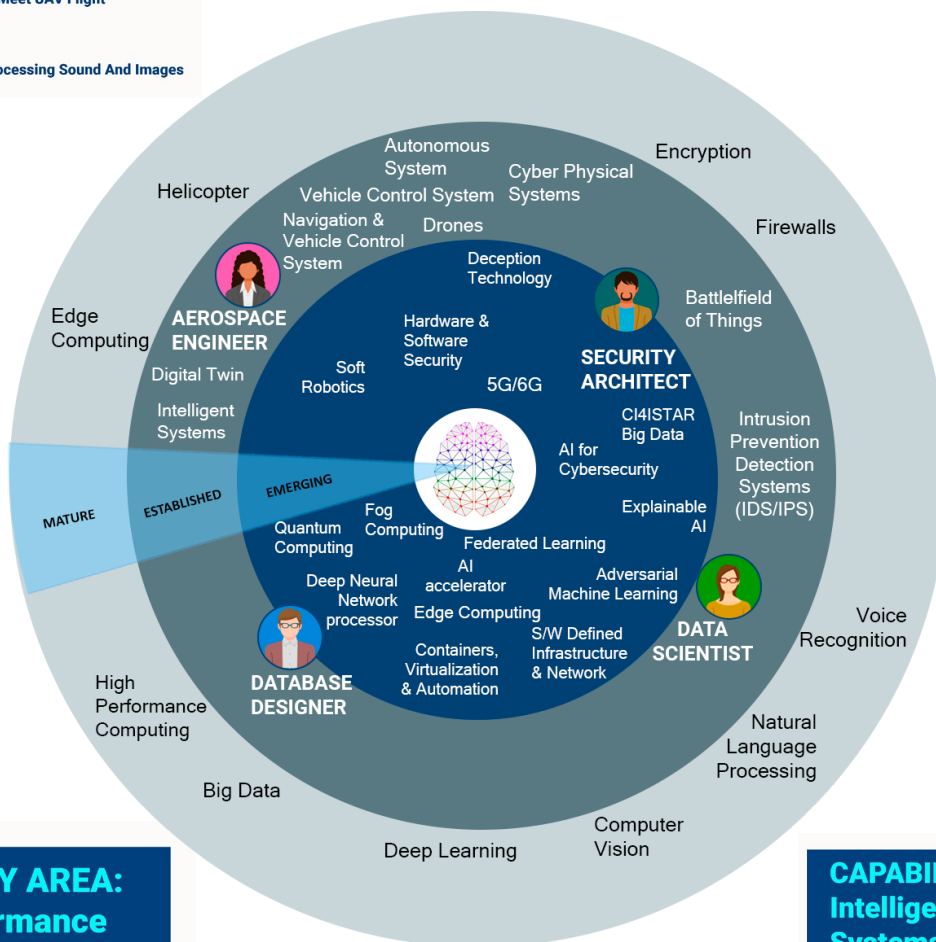 Meet UAV Flight
ocessing Sound And Images
Autonomous
System
Cyber Physical
Systems
Encryption
Helicopter
Vehicle Control System
Navigation &
Vehicle Control
System
Drones
Firewalls
Deception
Technology
Battlelfield
of Things
Edge
Computing
AEROSPACE
ENGINEER
Hardware &
Software
Security
SECURITY
ARCHITECT
Digital Twin
Soft
Robotics
5G/6G
Intelligent
Systems
CI4ISTAR
Big Data
Intrusion
Prevention
Detection
Systems
(IDS/IPS)
AI for
Cybersecurity
MATURE
ESTABLISHED
EMERGING
Explainable
AI
Quantum
Computing
Fog
Computing
Federated Learning
AI
accelerator
Adversarial
Machine Learning
Deep Neural
Network
processor
Edge Computing
Voice
Recognition
S/W Defined
Infrastructure
& Network
DATA
SCIENTIST
Containers,
Virtualization
& Automation
DATABASE
DESIGNER
High
Performance
Computing
Natural
Language
Processing
Big Data
Computer
Vision
Deep Learning
Y AREA:
rmance
CAPABI
Intellige
Systems